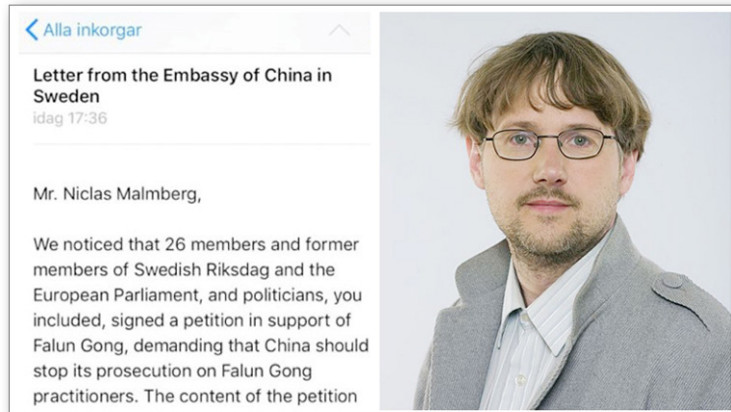 Alla inkorgar
Letter from the Embassy of China in
Sweden
idag 17:36
Mr. Niclas Malmberg,
We noticed that 26 members and former
members of Swedish Riksdag and the
European Parliament, and politicians, you
included, signed a petition in support of
Falun Gong, demanding that China should
stop its prosecution on Falun Gong
practitioners. The content of the petition